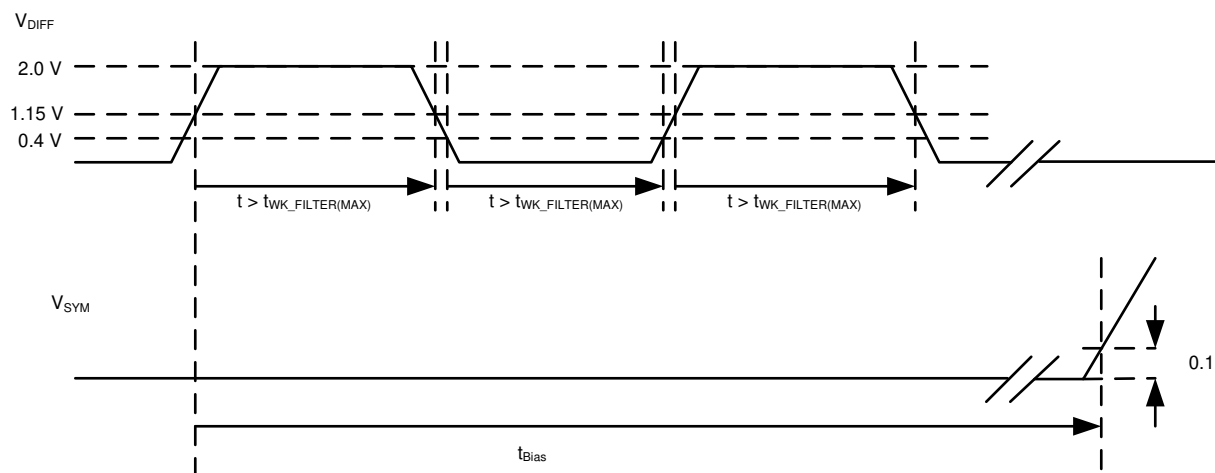 VDIFF
2.0 V
1.15 V
0.4 V
t > tWK_FILTER(MAX)
t > tWK_FILTER(MAX)
t > tWK_FILTER(MAX)
VSYM
0.1
tBias